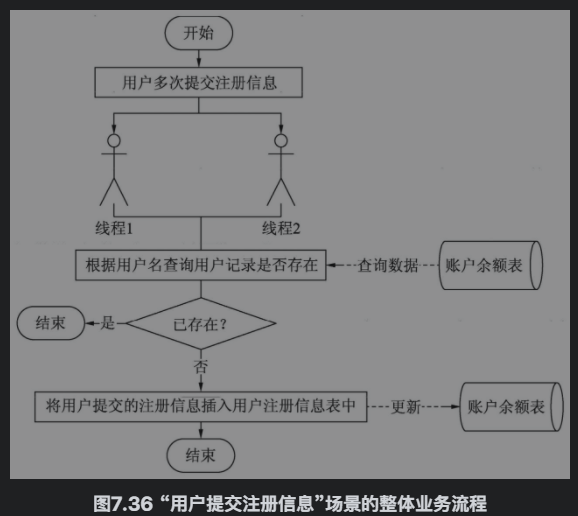 开始
用户多次提交注册信息
线程1
线程2
根据用户名查询用户记录是否存在
查询数据
账户余额表
结束
是
已存在？
否
将用户提交的注册信息插入用户注册信息表中
更新
账户余额表
结束
图7.36 “用户提交注册信息”场景的整体业务流程